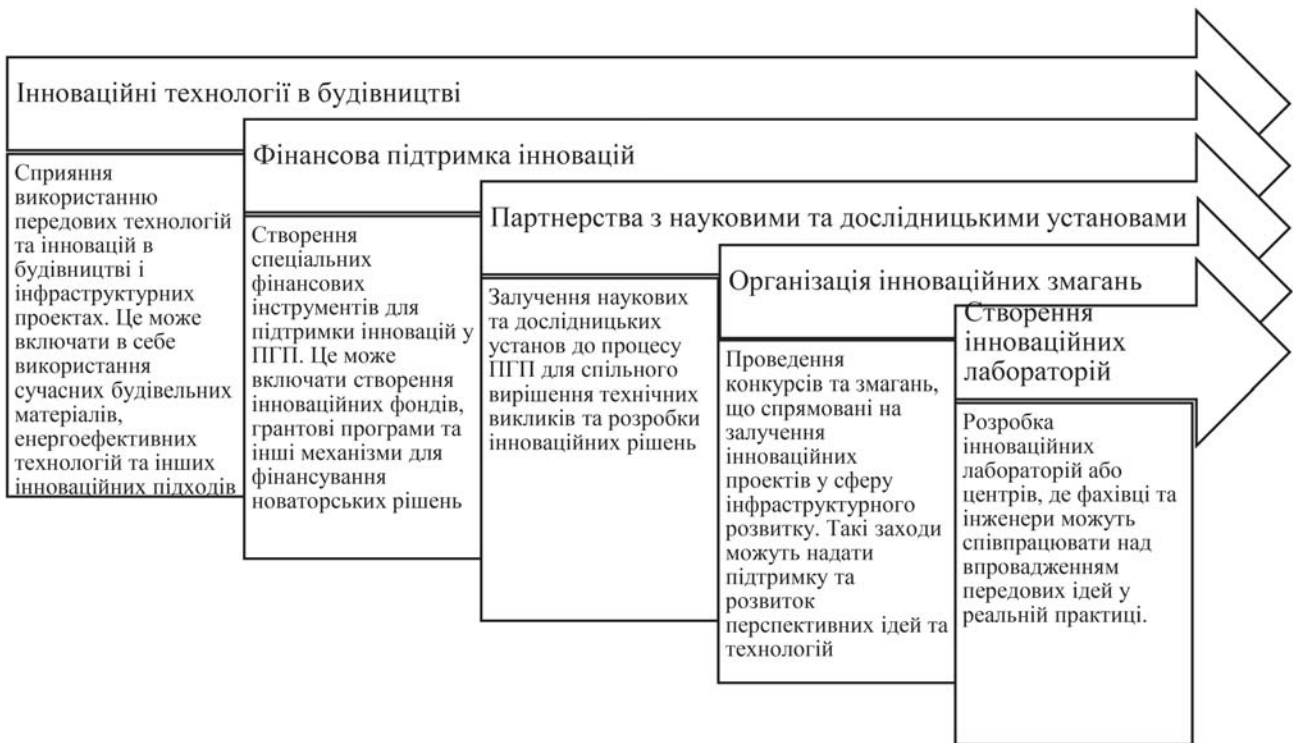 Інноваційні технології в будівництві
Сприяння
використанню
передових технологій
та інновацій в
будівництві і
інфраструктурних
проектах. Це може
включати в себе
використання
сучасних будівельних
матеріалів,
енергоефективних
технологій та інших
інноваційних підходів
Фінансова підтримка інновацій
Створення
спеціальних
фінансових
інструментів для
підтримки інновацій у
ПГП. Це може
включати створення
інноваційних фондів,
грантові програми та
інші механізми для
фінансування
новаторських рішень
Партнерства з науковими та дослідницькими установами
Залучення наукових
та дослідницьких
установ до процесу
ПГП для спільного
вирішення технічних
викликів та розробки
інноваційних рішень
Організація інноваційних змагань
Проведення
конкурсів та змагань,
що спрямовані на
залучення
інноваційних
проектів у сферу
інфраструктурного
розвитку. Такі заходи
можуть надати
підтримку та
розвиток
перспективних ідей та
технологій
Створення
інноваційних
лабораторій
Розробка
інноваційних
лабораторій або
центрів, де фахівці та
інженери можуть
співпрацювати над
впровадженням
передових ідей у
реальній практиці.